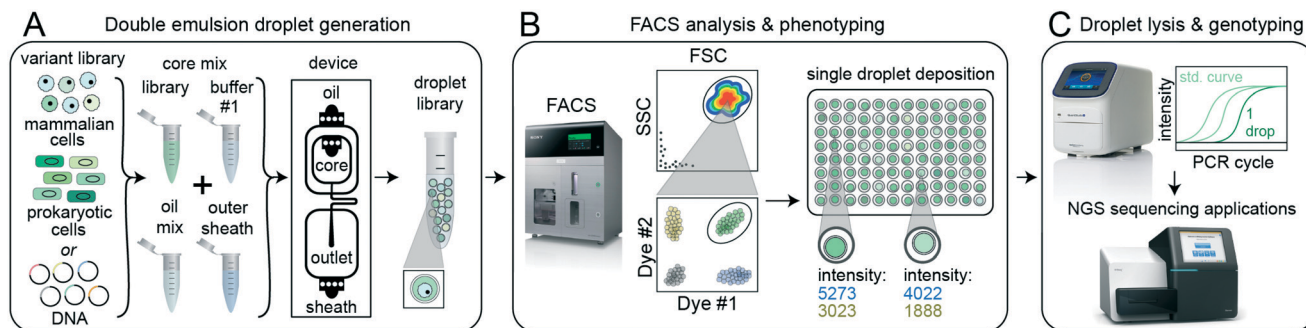 A
Double emulsion droplet generation
variant library
mammalian
cells
prokaryotic
cells
or
DNA
core mix
library
buffer
#1
+
oil
mix
outer
sheath
device
oil
core
outlet
sheath
droplet
library
B
FACS analysis & phenotyping
FACS
SONY
FSC
SSC
Dye #2
Dye #1
single droplet deposition
intensity:
5273
3023
intensity:
4022
1888
C
Droplet lysis & genotyping
intensity
std. curve
1
drop
PCR cycle
NGS sequencing applications